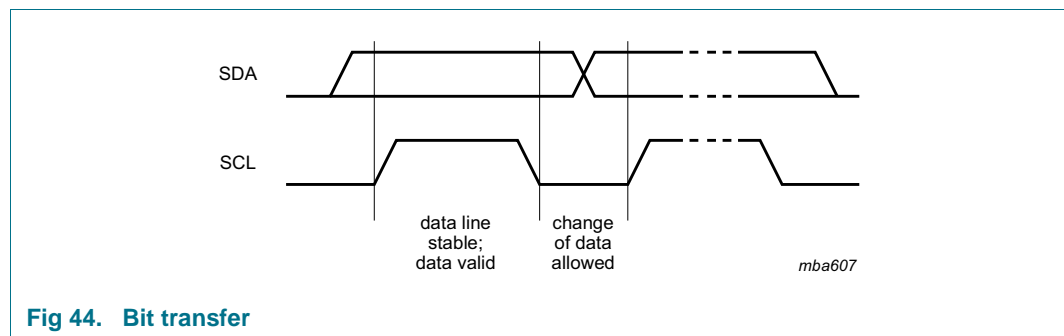 SDA
SCL
data line
stable;
data valid
change
of data
allowed
mba607
Fig 44. Bit transfer